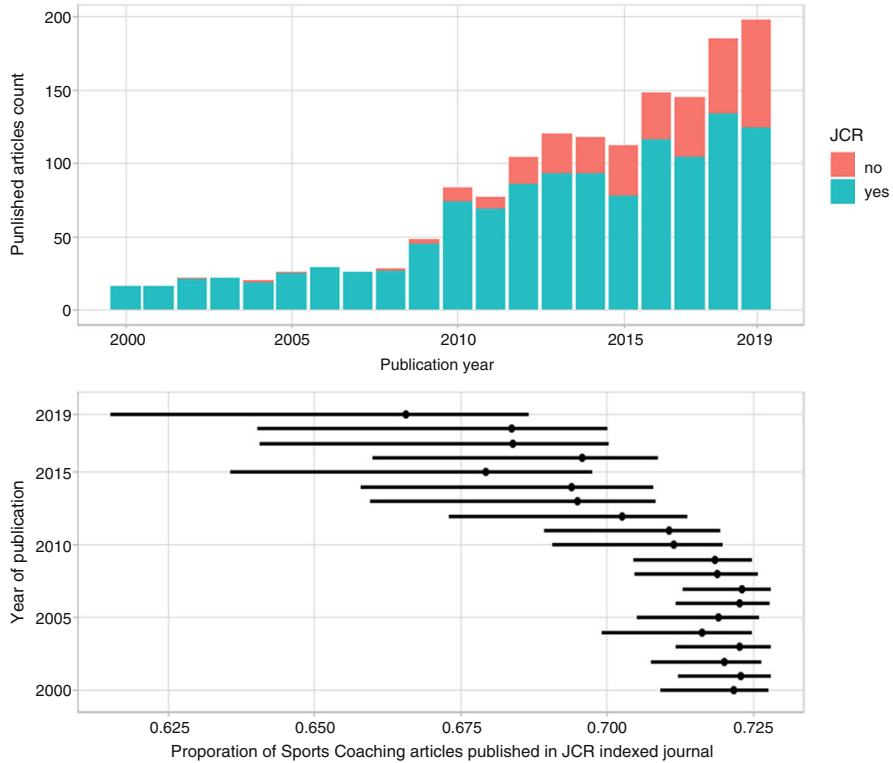 200
150
100
50
0
Punlished articles count
2000
2005
2010
2015
2019
Publication year
JCR
no
yes
2019
2015
2010
2005
2000
Year of publication
0.625
0.650
0.675
0.700
0.725
Proporation of Sports Coaching articles published in JCR indexed journal